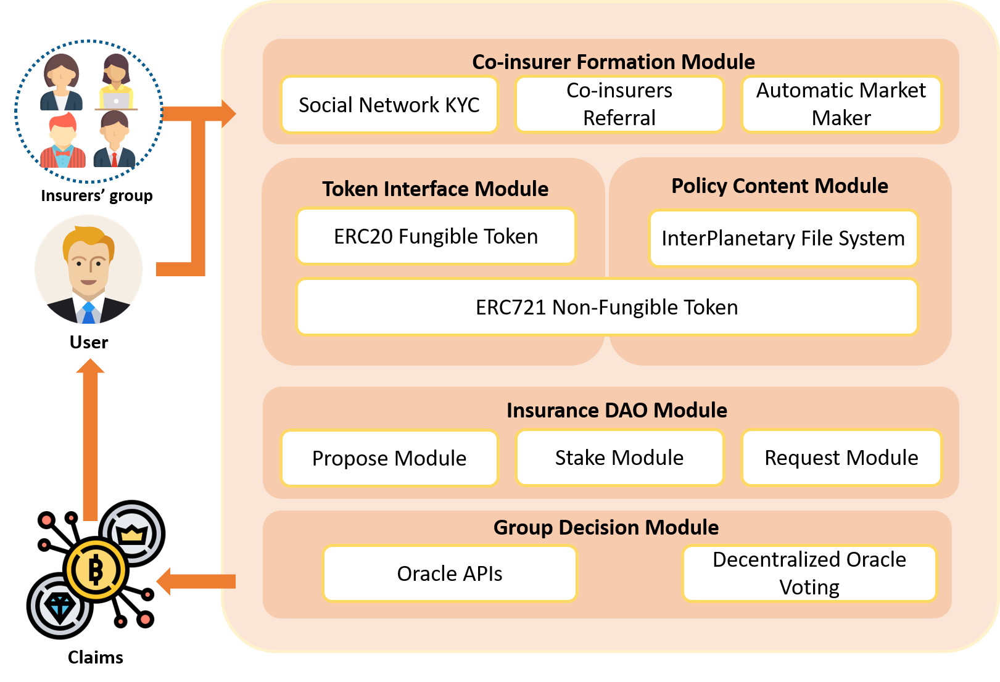 Co-insurer Formation Module
Social Network KYC
Co-insurers
Referral
Automatic Market
Maker
Insurers’ group
Token Interface Module
ERC20 Fungible Token
Policy Content Module
InterPlanetary File System
ERC721 Non-Fungible Token
User
Insurance DAO Module
Propose Module
Stake Module
Request Module
Group Decision Module
Oracle APIs
Decentralized Oracle
Voting
Claims